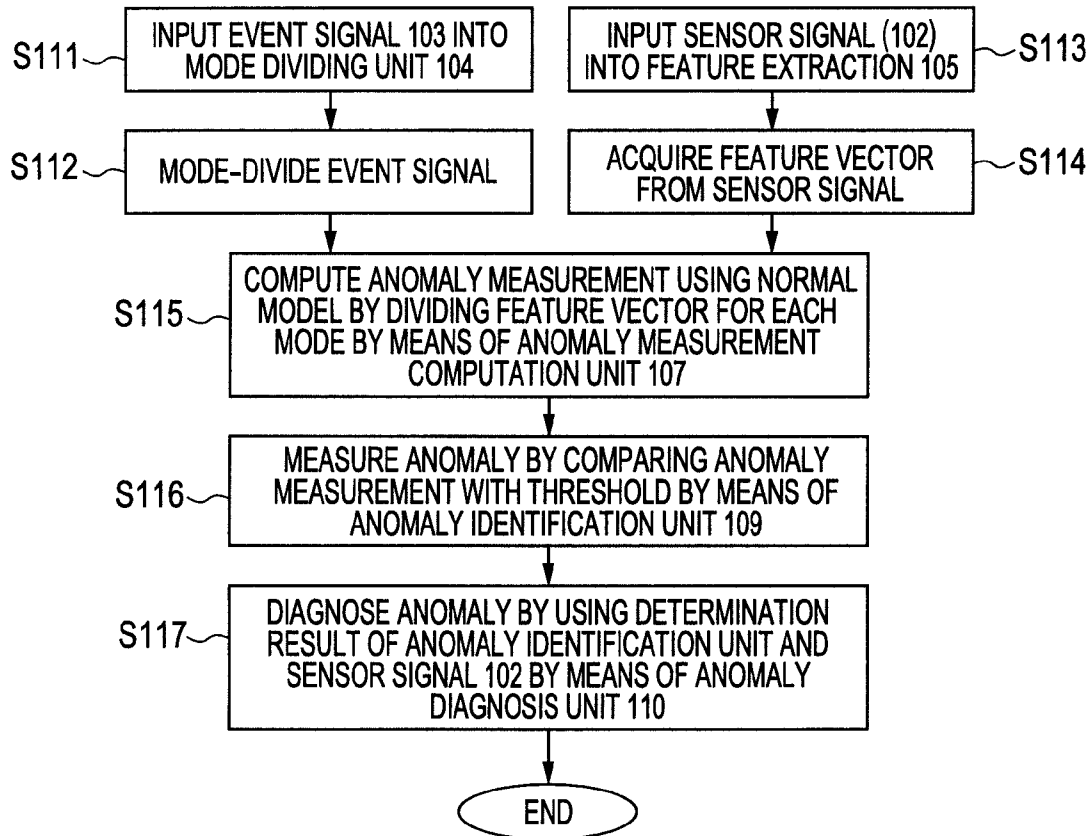 S111
INPUT EVENT SIGNAL 103 INTO
MODE DIVIDING UNIT 104
INPUT SENSOR SIGNAL (102)
INTO FEATURE EXTRACTION 105
S113
S112
MODE-DIVIDE EVENT SIGNAL
ACQUIRE FEATURE VECTOR
FROM SENSOR SIGNAL
S114
S115
COMPUTE ANOMALY MEASUREMENT USING NORMAL
MODEL BY DIVIDING FEATURE VECTOR FOR EACH
MODE BY MEANS OF ANOMALY MEASUREMENT
COMPUTATION UNIT 107
S116
MEASURE ANOMALY BY COMPARING ANOMALY
MEASUREMENT WITH THRESHOLD BY MEANS OF
ANOMALY IDENTIFICATION UNIT 109
S117
DIAGNOSE ANOMALY BY USING DETERMINATION
RESULT OF ANOMALY IDENTIFICATION UNIT AND
SENSOR SIGNAL 102 BY MEANS OF ANOMALY
DIAGNOSIS UNIT 110
END